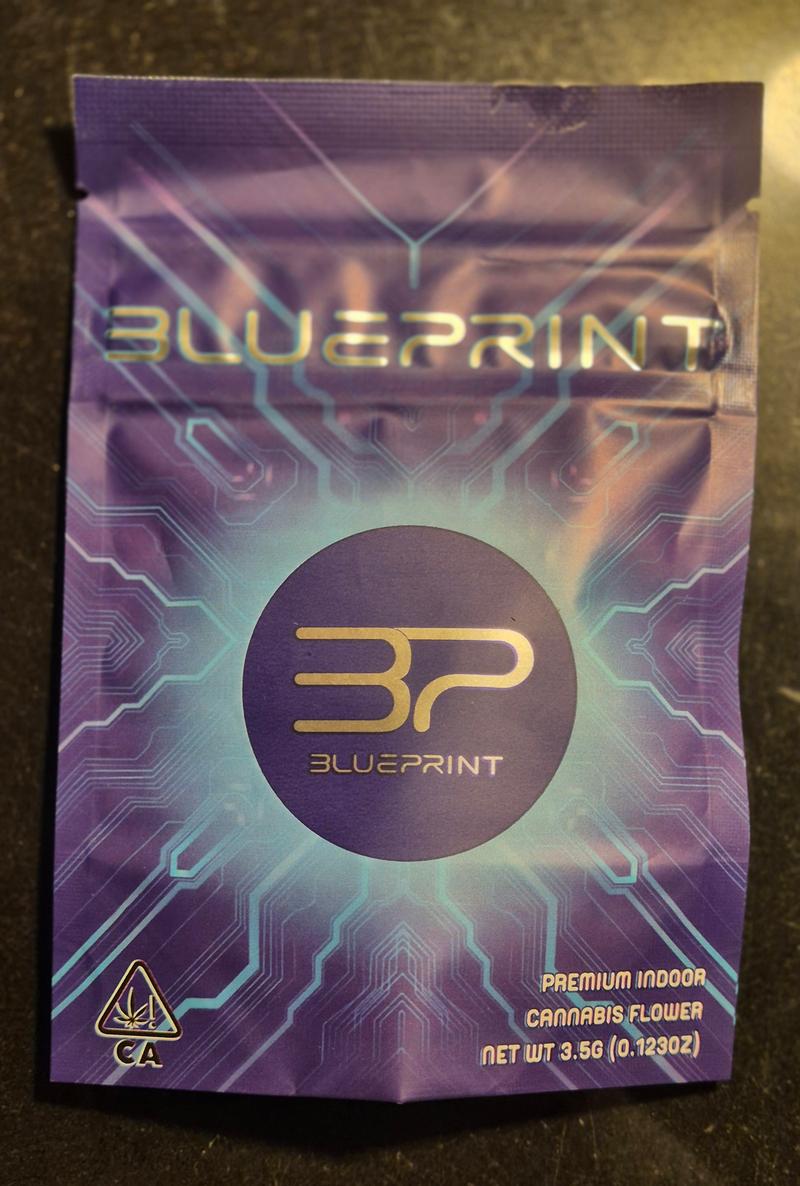 BLUEPRINT
BP
BLUEPRINT
PREMIUM INDOOR
CANNABIS FLOWER
NET WT 3.5G (0.123OZ)
CA